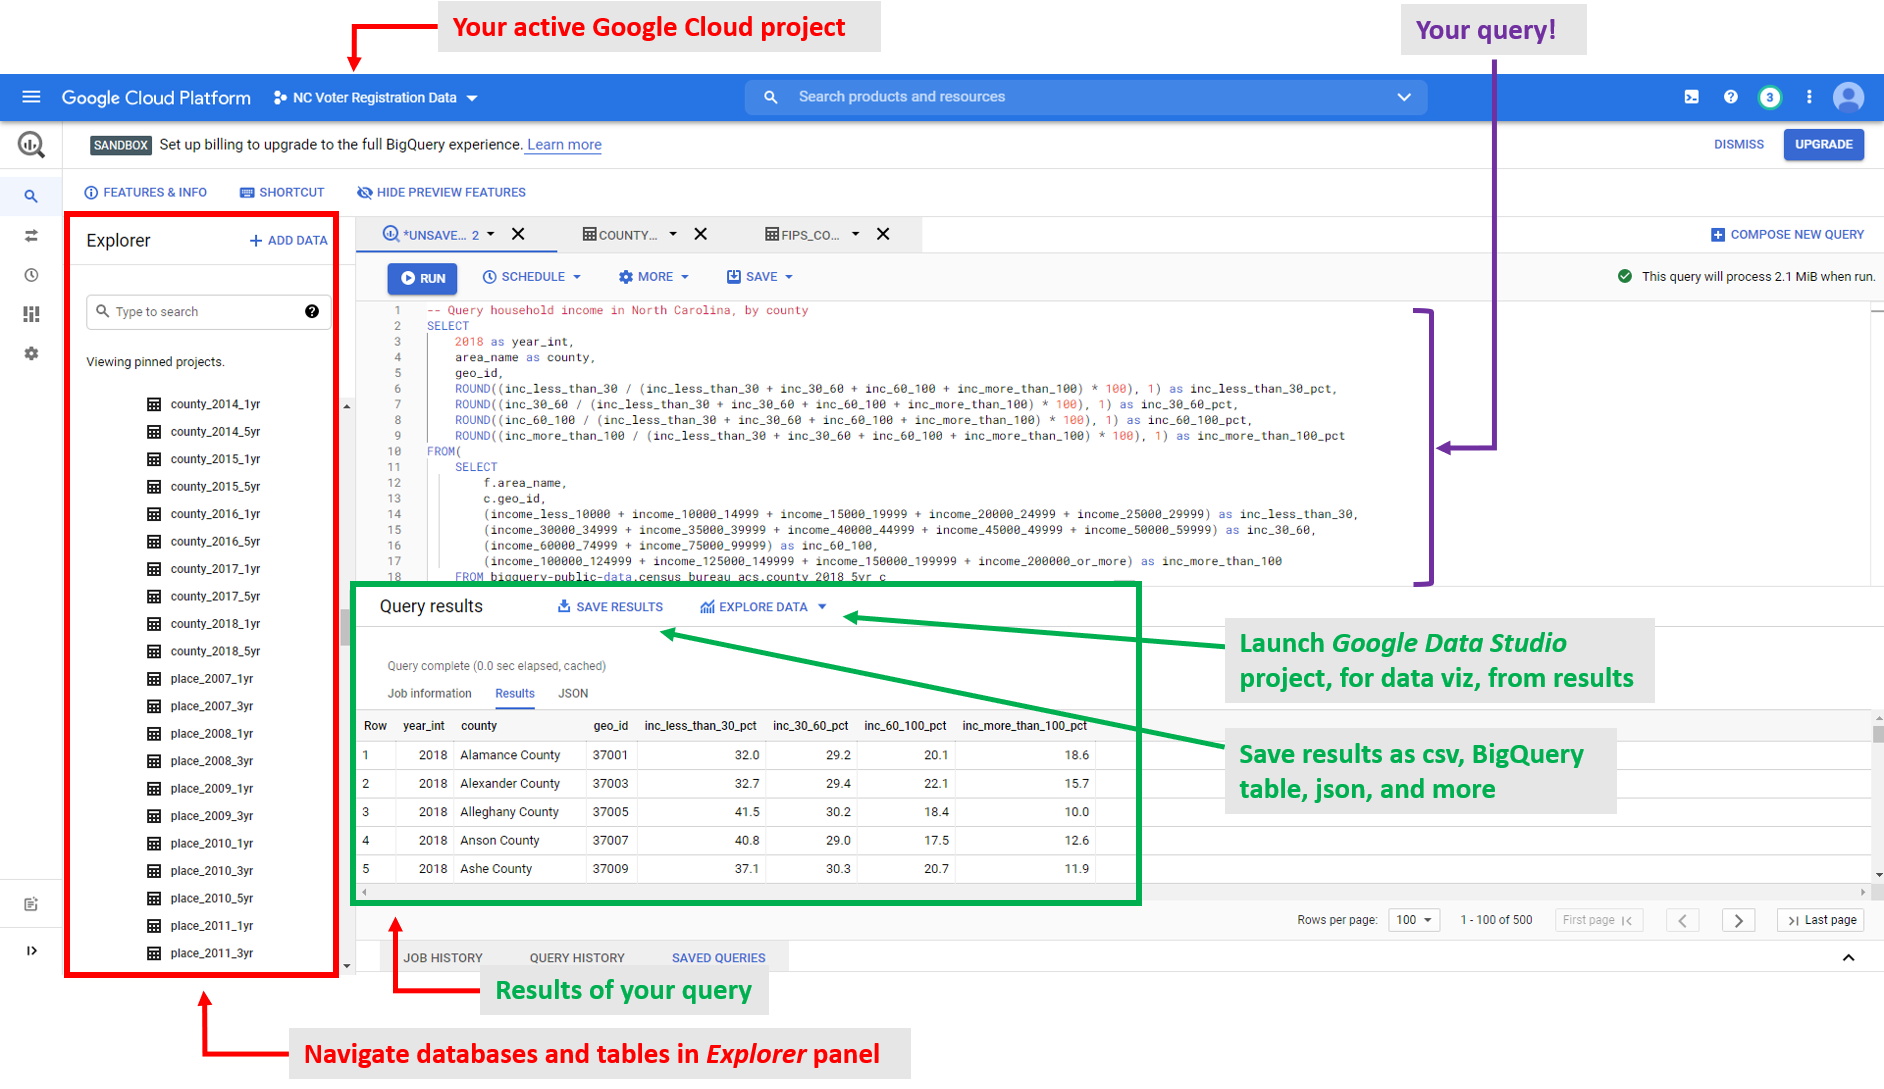 Your active Google Cloud project
Your query!
Google Cloud Platform
NC Voter Registration Data
Search products and resources
3
SANDBOX Set up billing to upgrade to the full BigQuery experience. Learn more
DISMISS
UPGRADE
FEATURES & INFO
SHORTCUT
HIDE PREVIEW FEATURES
Explorer
+ ADD DATA
Type to search
Viewing pinned projects.
county_2014_1yr
county_2014_5yr
county_2015_1yr
county_2015_5yr
county_2016_1yr
county_2016_5yr
county_2017_1yr
county_2017_5yr
county_2018_1yr
county_2018_5yr
place_2007_1yr
place_2007_3yr
place_2008_1yr
place_2008_3yr
place_2009_1yr
place_2009_3yr
place_2010_1yr
place_2010_3yr
place_2010_5yr
place_2011_1yr
place_2011_3yr
*UNSAVE... 2
COUNTY...
FIPS_CO...
COMPOSE NEW QUERY
RUN
SCHEDULE
MORE
SAVE
This query will process 2.1 MiB when run.
1 -- Query household income in North Carolina, by county
2 SELECT
3 2018 as year_int,
4 area_name as county,
5 geo_id,
6 ROUND((inc_less_than_30 / (inc_less_than_30 + inc_30_60 + inc_60_100 + inc_more_than_100) * 100), 1) as inc_less_than_30_pct,
7 ROUND((inc_30_60 / (inc_less_than_30 + inc_30_60 + inc_60_100 + inc_more_than_100) * 100), 1) as inc_30_60_pct,
8 ROUND((inc_60_100 / (inc_less_than_30 + inc_30_60 + inc_60_100 + inc_more_than_100) * 100), 1) as inc_60_100_pct,
9 ROUND((inc_more_than_100 / (inc_less_than_30 + inc_30_60 + inc_60_100 + inc_more_than_100) * 100), 1) as inc_more_than_100_pct
10 FROM(
11 SELECT
12 f.area_name,
13 c.geo_id,
14 (income_less_10000 + income_10000_14999 + income_15000_19999 + income_20000_24999 + income_25000_29999) as inc_less_than_30,
15 (income_30000_34999 + income_35000_39999 + income_40000_44999 + income_45000_49999 + income_50000_59999) as inc_30_60,
16 (income_60000_74999 + income_75000_99999) as inc_60_100,
17 (income_100000_124999 + income_125000_149999 + income_150000_199999 + income_200000_or_more) as inc_more_than_100
18 FROM bigquery-public-data.census_bureau_acs.county_2018_5yr c
Query results
SAVE RESULTS
EXPLORE DATA
Query complete (0.0 sec elapsed, cached)
Job information Results JSON
Row year_int county geo_id inc_less_than_30_pct inc_30_60_pct inc_60_100_pct inc_more_than_100_pct
1 2018 Alamance County 37001 32.0 29.2 20.1 18.6
2 2018 Alexander County 37003 32.7 29.4 22.1 15.7
3 2018 Alleghany County 37005 41.5 30.2 18.4 10.0
4 2018 Anson County 37007 40.8 29.0 17.5 12.6
5 2018 Ashe County 37009 37.1 30.3 20.7 11.9
Launch Google Data Studio
project, for data viz, from results
Save results as csv, BigQuery
table, json, and more
Rows per page: 100 1 - 100 of 500 First page Last page
JOB HISTORY QUERY HISTORY SAVED QUERIES
Results of your query
Navigate databases and tables in Explorer panel